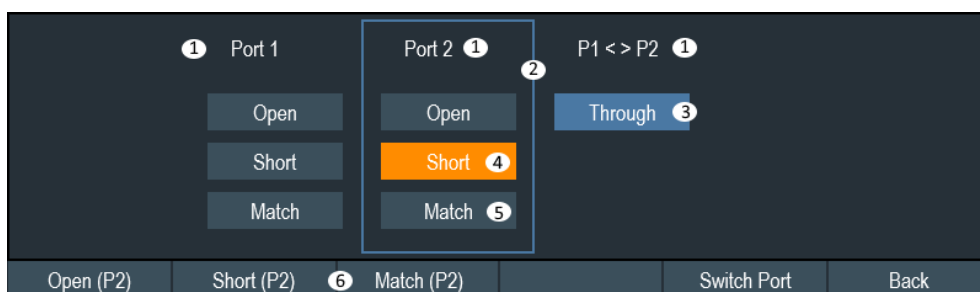 1 Port 1 Port 2 1 P1 < > P2 1
2
Open Open Through 3
Short Short 4
Match Match 5
Open (P2) Short (P2) 6 Match (P2) Switch Port Back